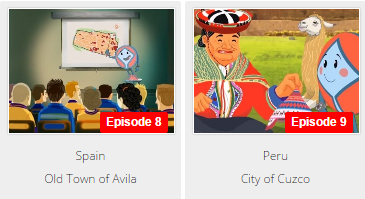 Episode 8
Spain
Old Town of Avila
Episode 9
Peru
City of Cuzco